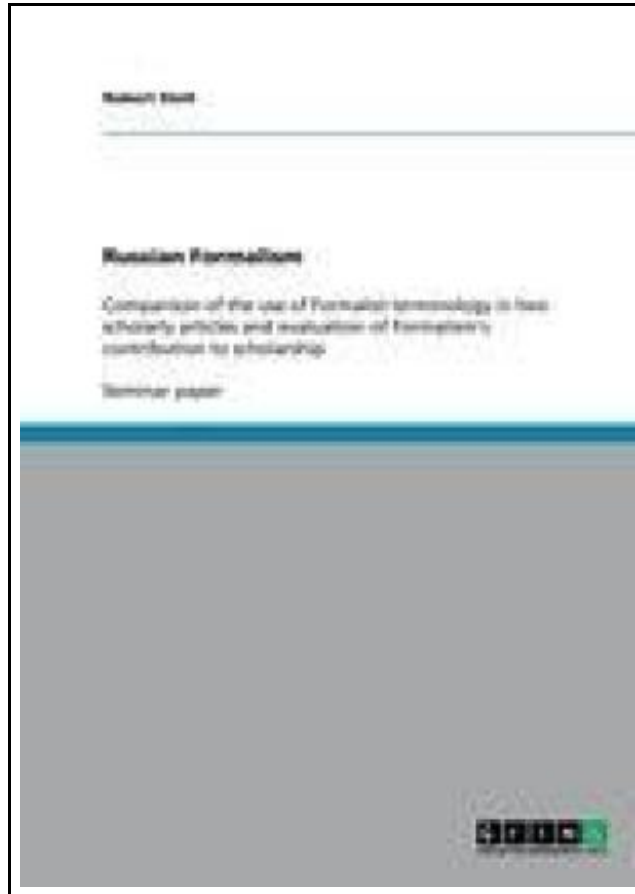 Robert
Russian Formalism
Comparison of the use of Formalist terminology in two
scholarly articles and evaluation of Formalism's
contribution to scholarship
Seminar paper
GRIN